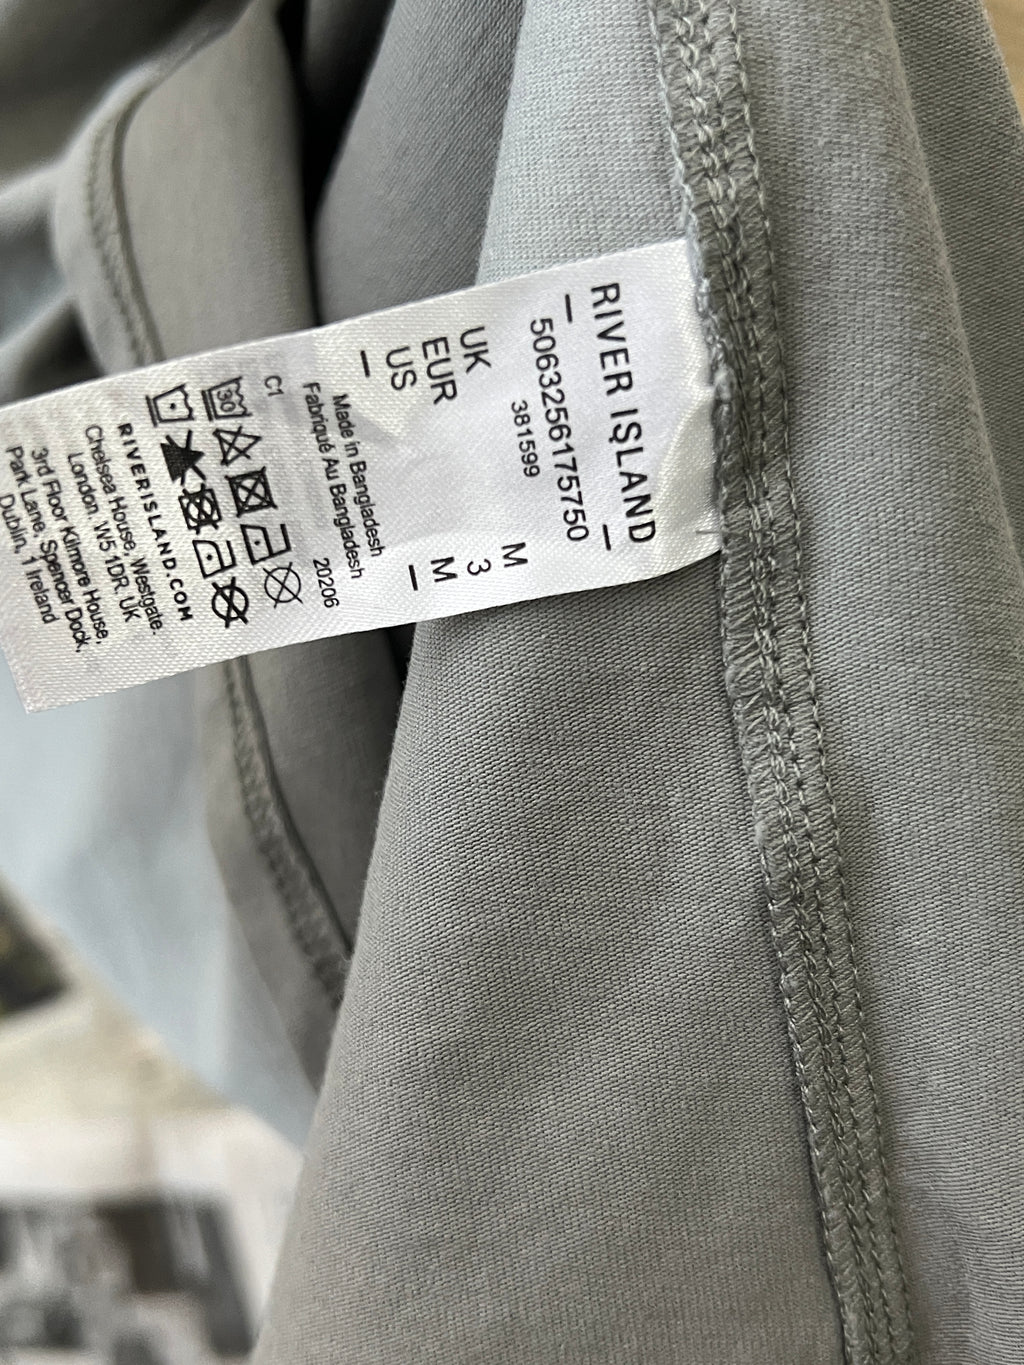 RIVER ISLAND
5063256175750
381599
UK M
EUR 3
US M
Made in Bangladesh
Fabriqué Au Bangladesh
20206
C1
30
RIVERISLAND.COM
Chelsea House, Westgate.
London. W5 1DR. UK
3rd Floor Kilmore House,
Park Lane, Spencer Dock,
Dublin, 1 Ireland